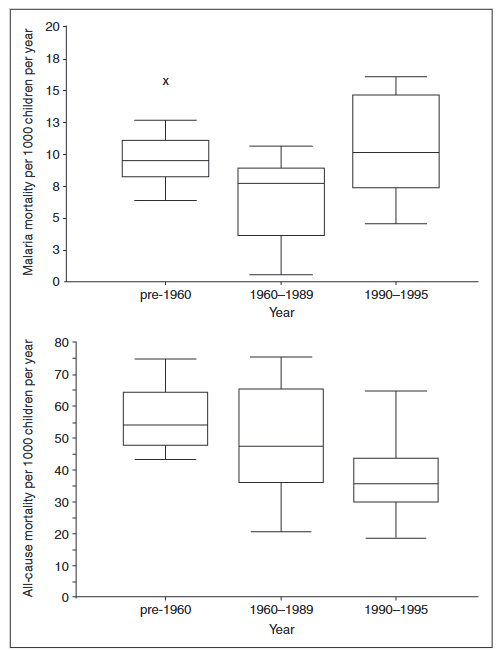 Malaria mortality per 1000 children per year
20
18
15
13
10
8
5
3
0
x
pre-1960 1960–1989 1990–1995
Year
All-cause mortality per 1000 children per year
80
70
60
50
40
30
20
10
0
pre-1960 1960–1989 1990–1995
Year